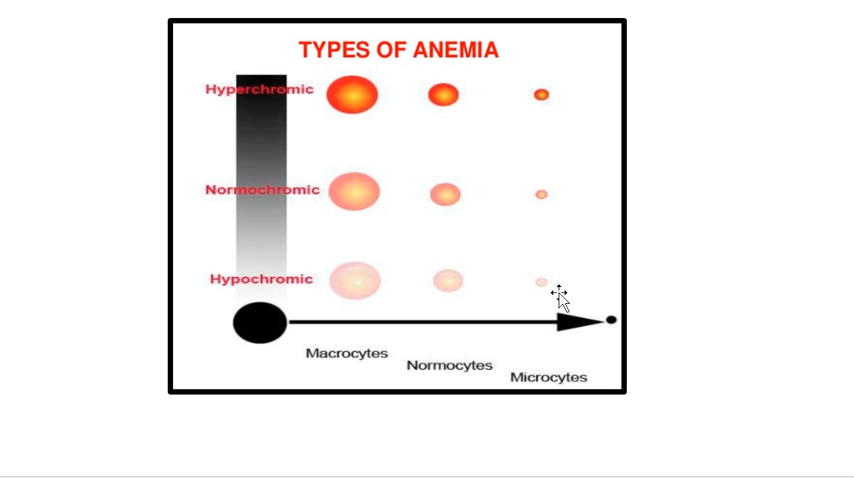 TYPES OF ANEMIA
Hyperchromic
Normochromic
Hypochromic
Macrocytes
Normocytes
Microcytes